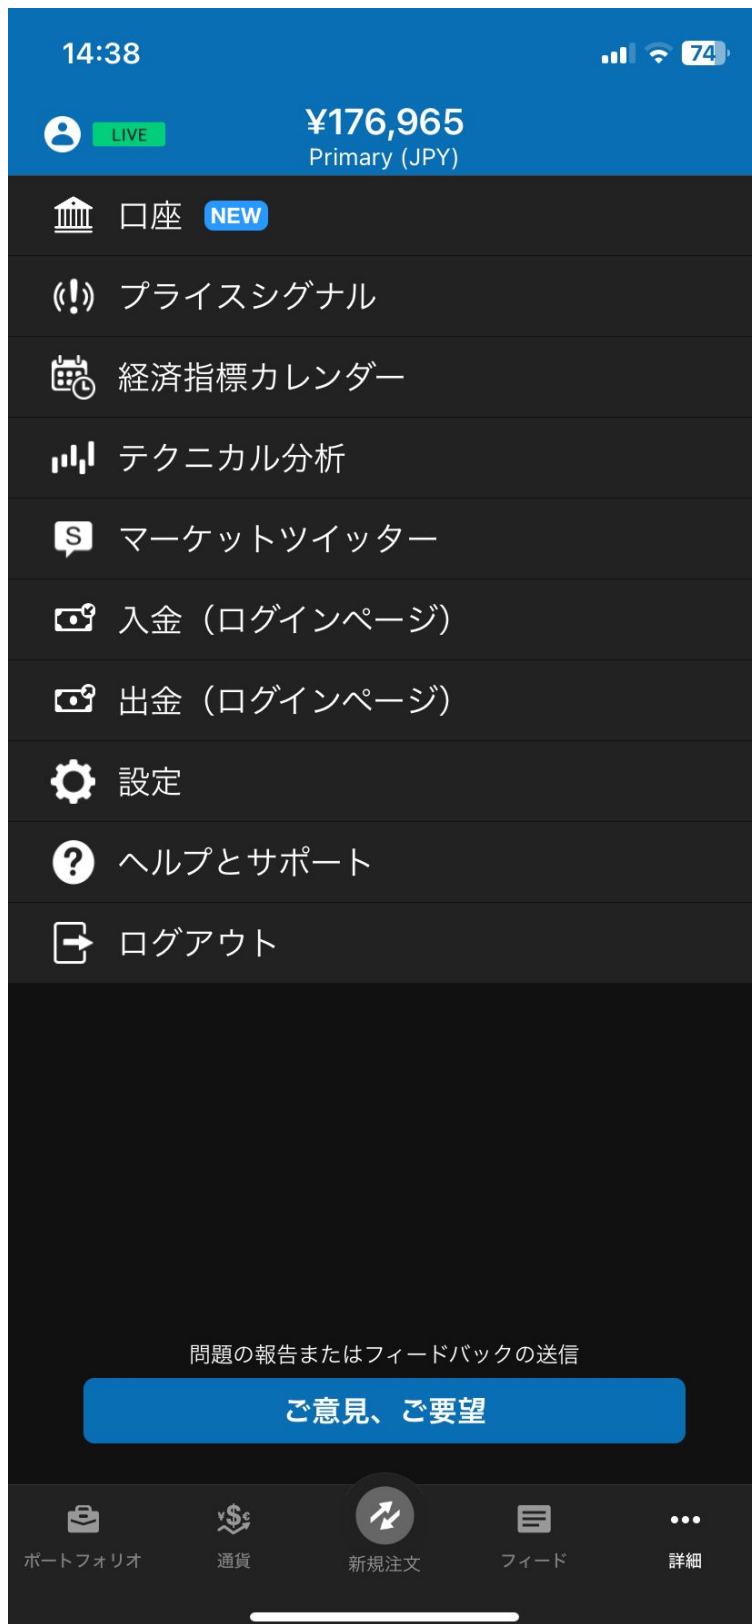 14:38
74
LIVE
¥176,965
Primary (JPY)
口座 NEW
プライスシグナル
経済指標カレンダー
テクニカル分析
S マーケットツイッター
入金（ログインページ）
出金（ログインページ）
設定
ヘルプとサポート
ログアウト
問題の報告またはフィードバックの送信
ご意見、ご要望
ポートフォリオ
通貨
新規注文
フィード
詳細